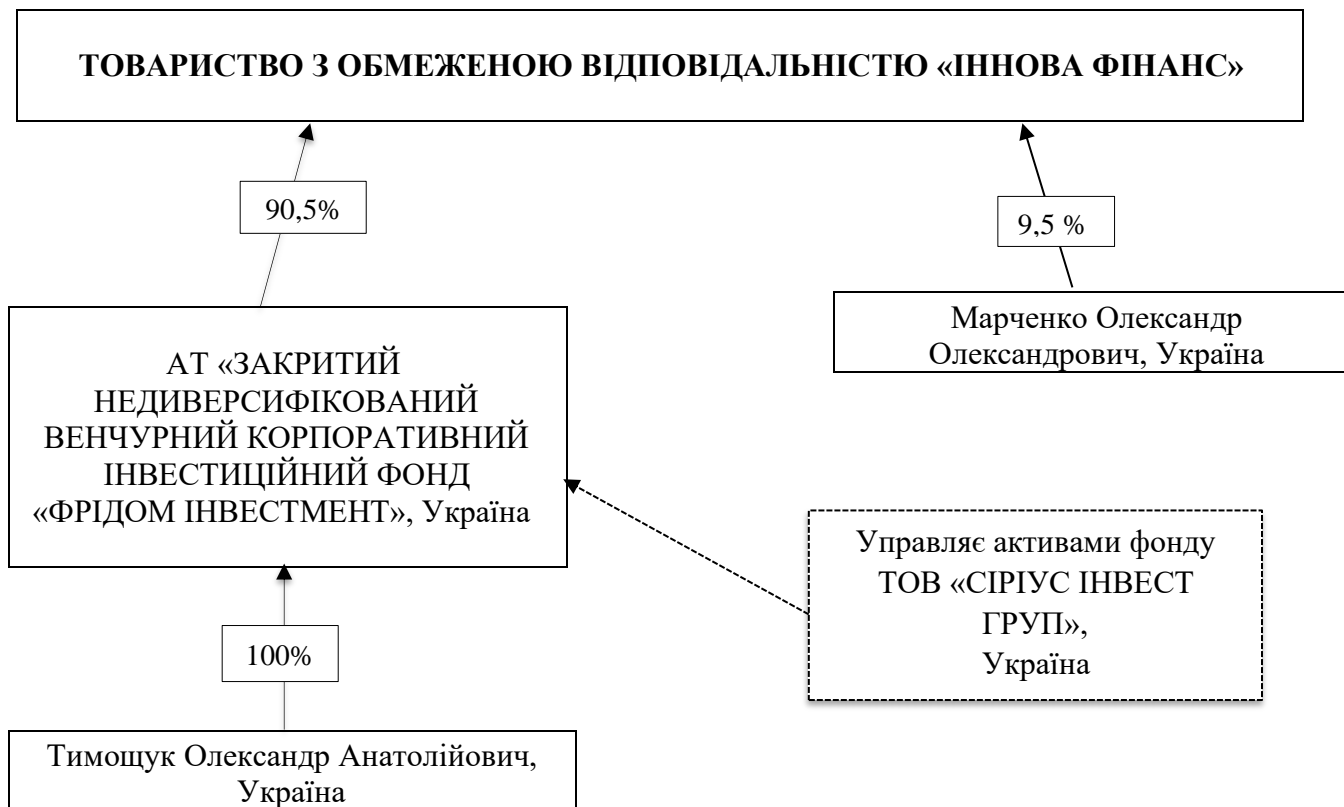 ТОВАРИСТВО З ОБМЕЖЕНОЮ ВІДПОВІДАЛЬНІСТЮ «ІННОВА ФІНАНС»
90,5%
9,5 %
Марченко Олександр
Олександрович, Україна
АТ «ЗАКРИТИЙ
НЕДИВЕРСИФІКОВАНИЙ
ВЕНЧУРНИЙ КОРПОРАТИВНИЙ
ІНВЕСТИЦІЙНИЙ ФОНД
«ФРІДОМ ІНВЕСТМЕНТ», Україна
Управляє активами фонду
ТОВ «СІРІУС ІНВЕСТ
ГРУП»,
Україна
100%
Тимощук Олександр Анатолійович,
Україна